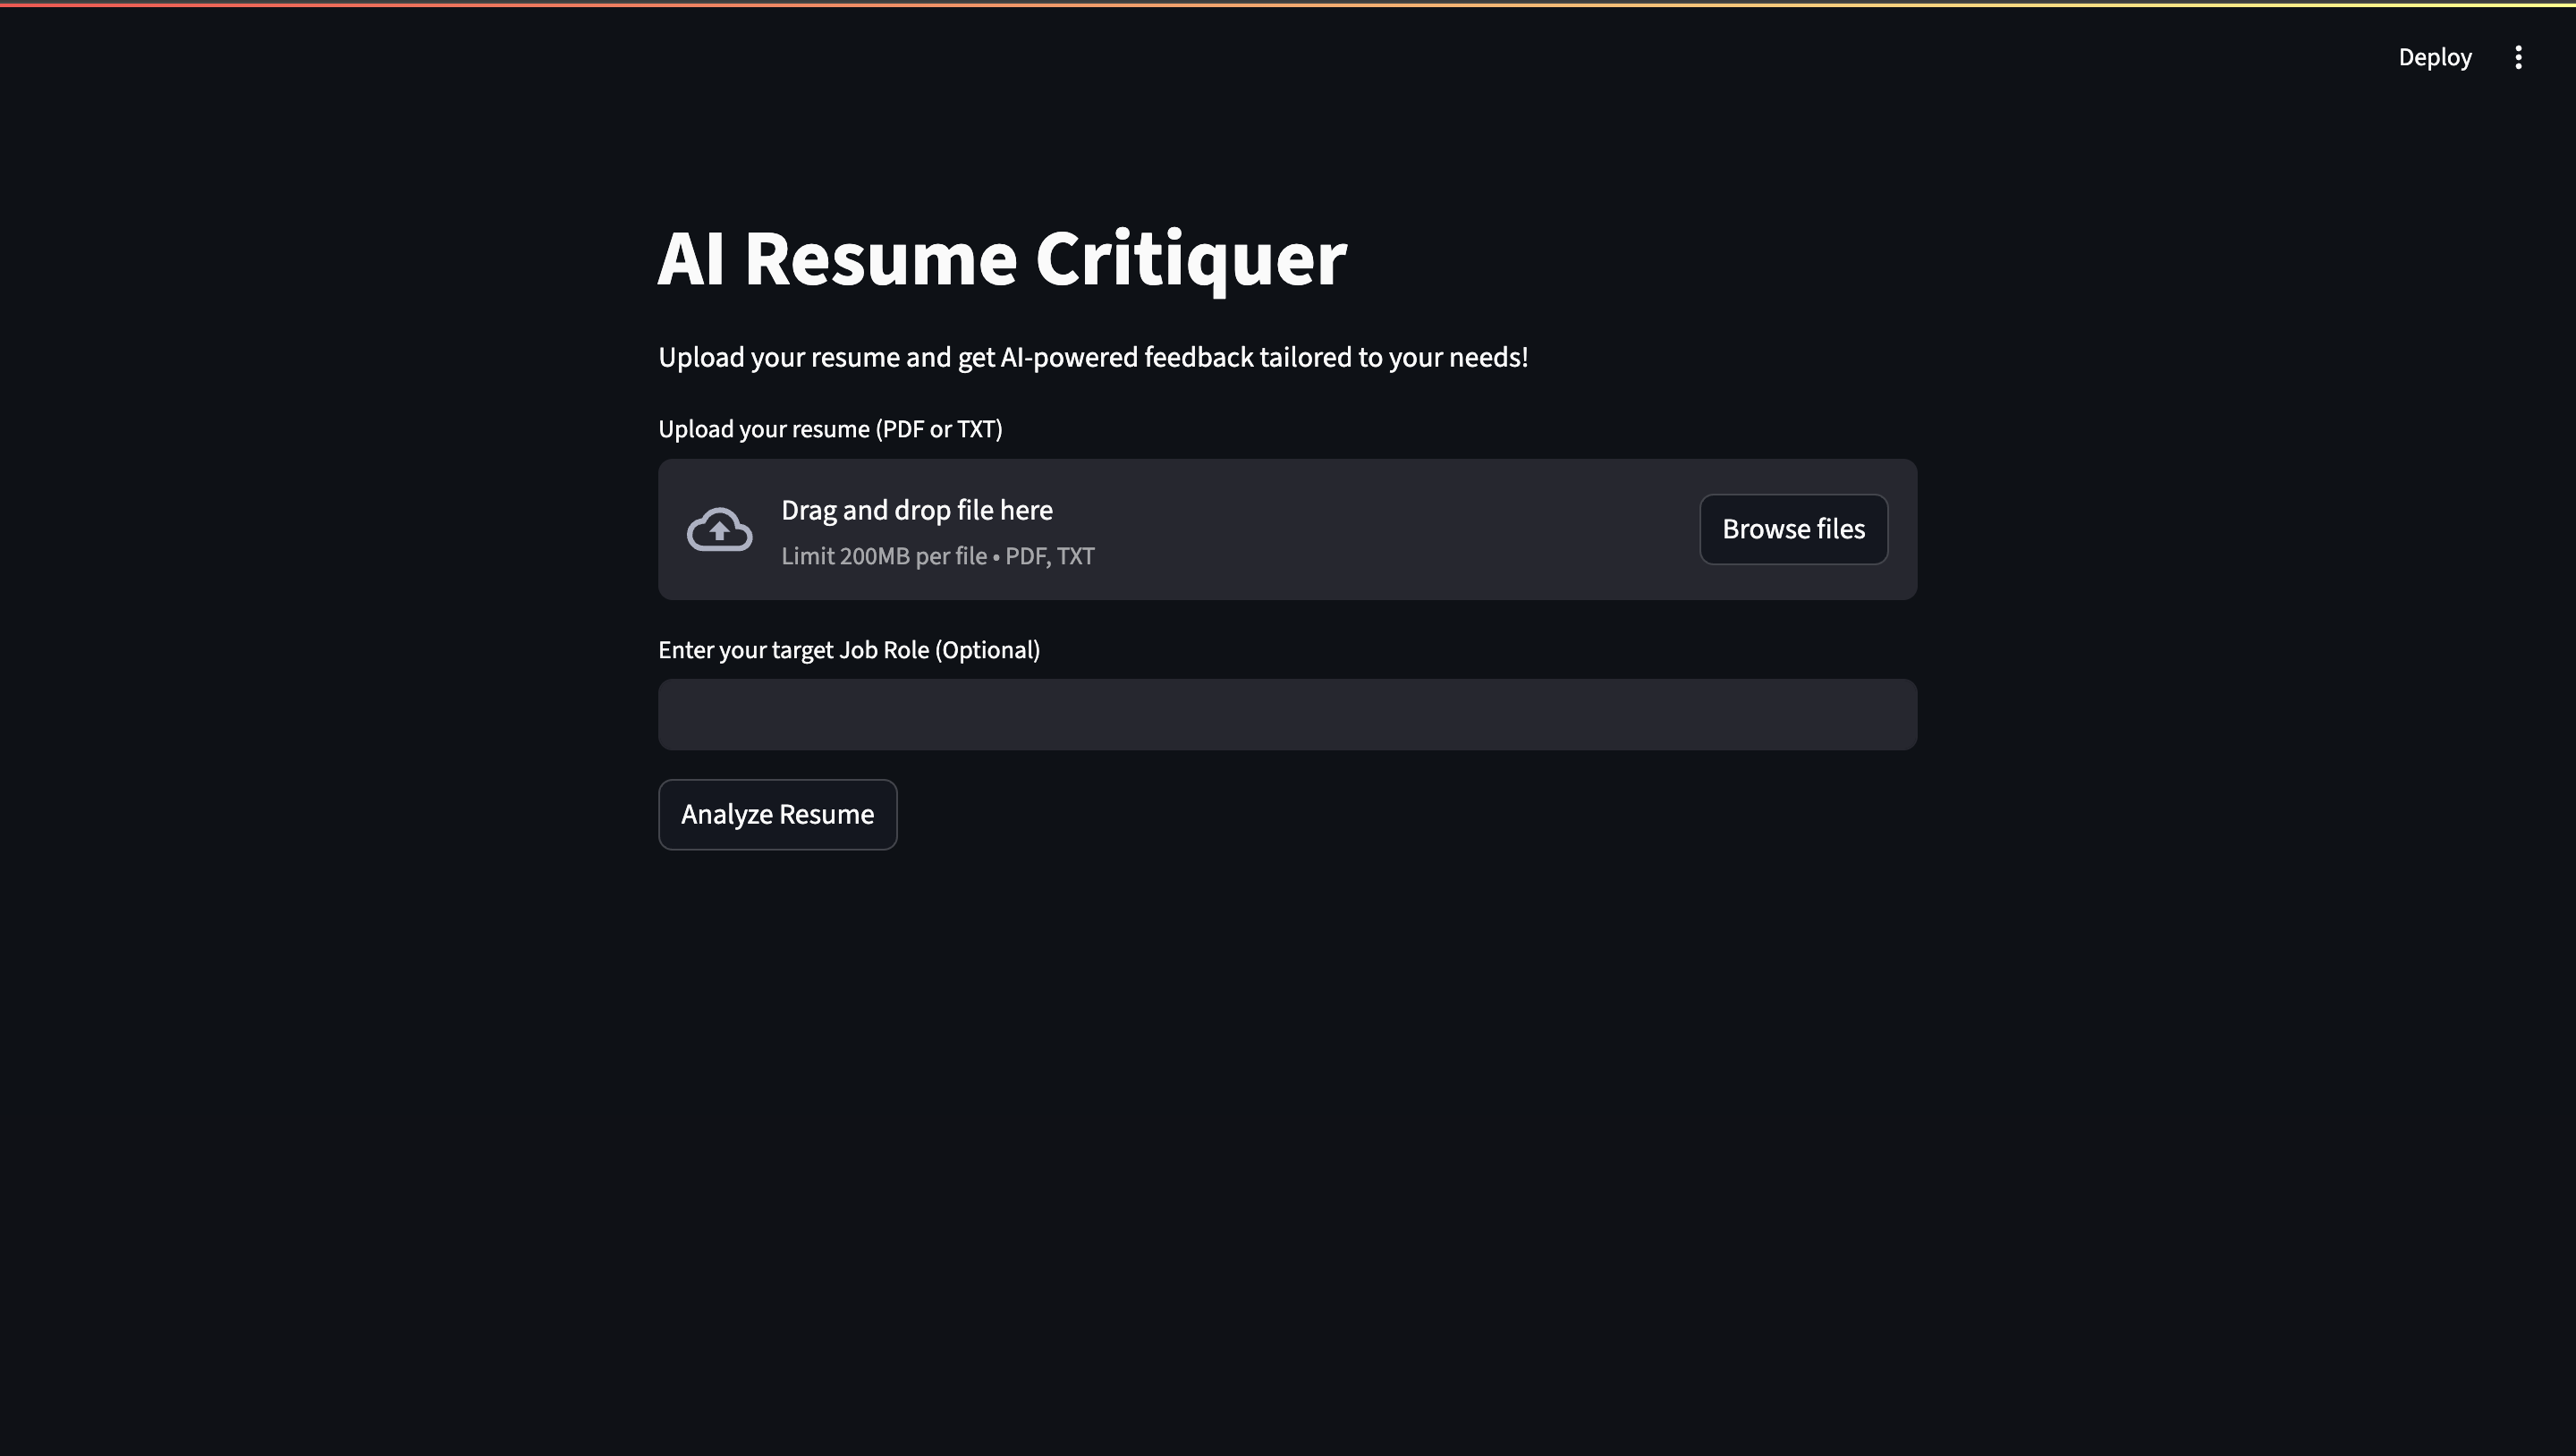 Deploy
AI Resume Critiquer
Upload your resume and get AI-powered feedback tailored to your needs!
Upload your resume (PDF or TXT)
Drag and drop file here
Limit 200MB per file • PDF, TXT
Browse files
Enter your target Job Role (Optional)
Analyze Resume